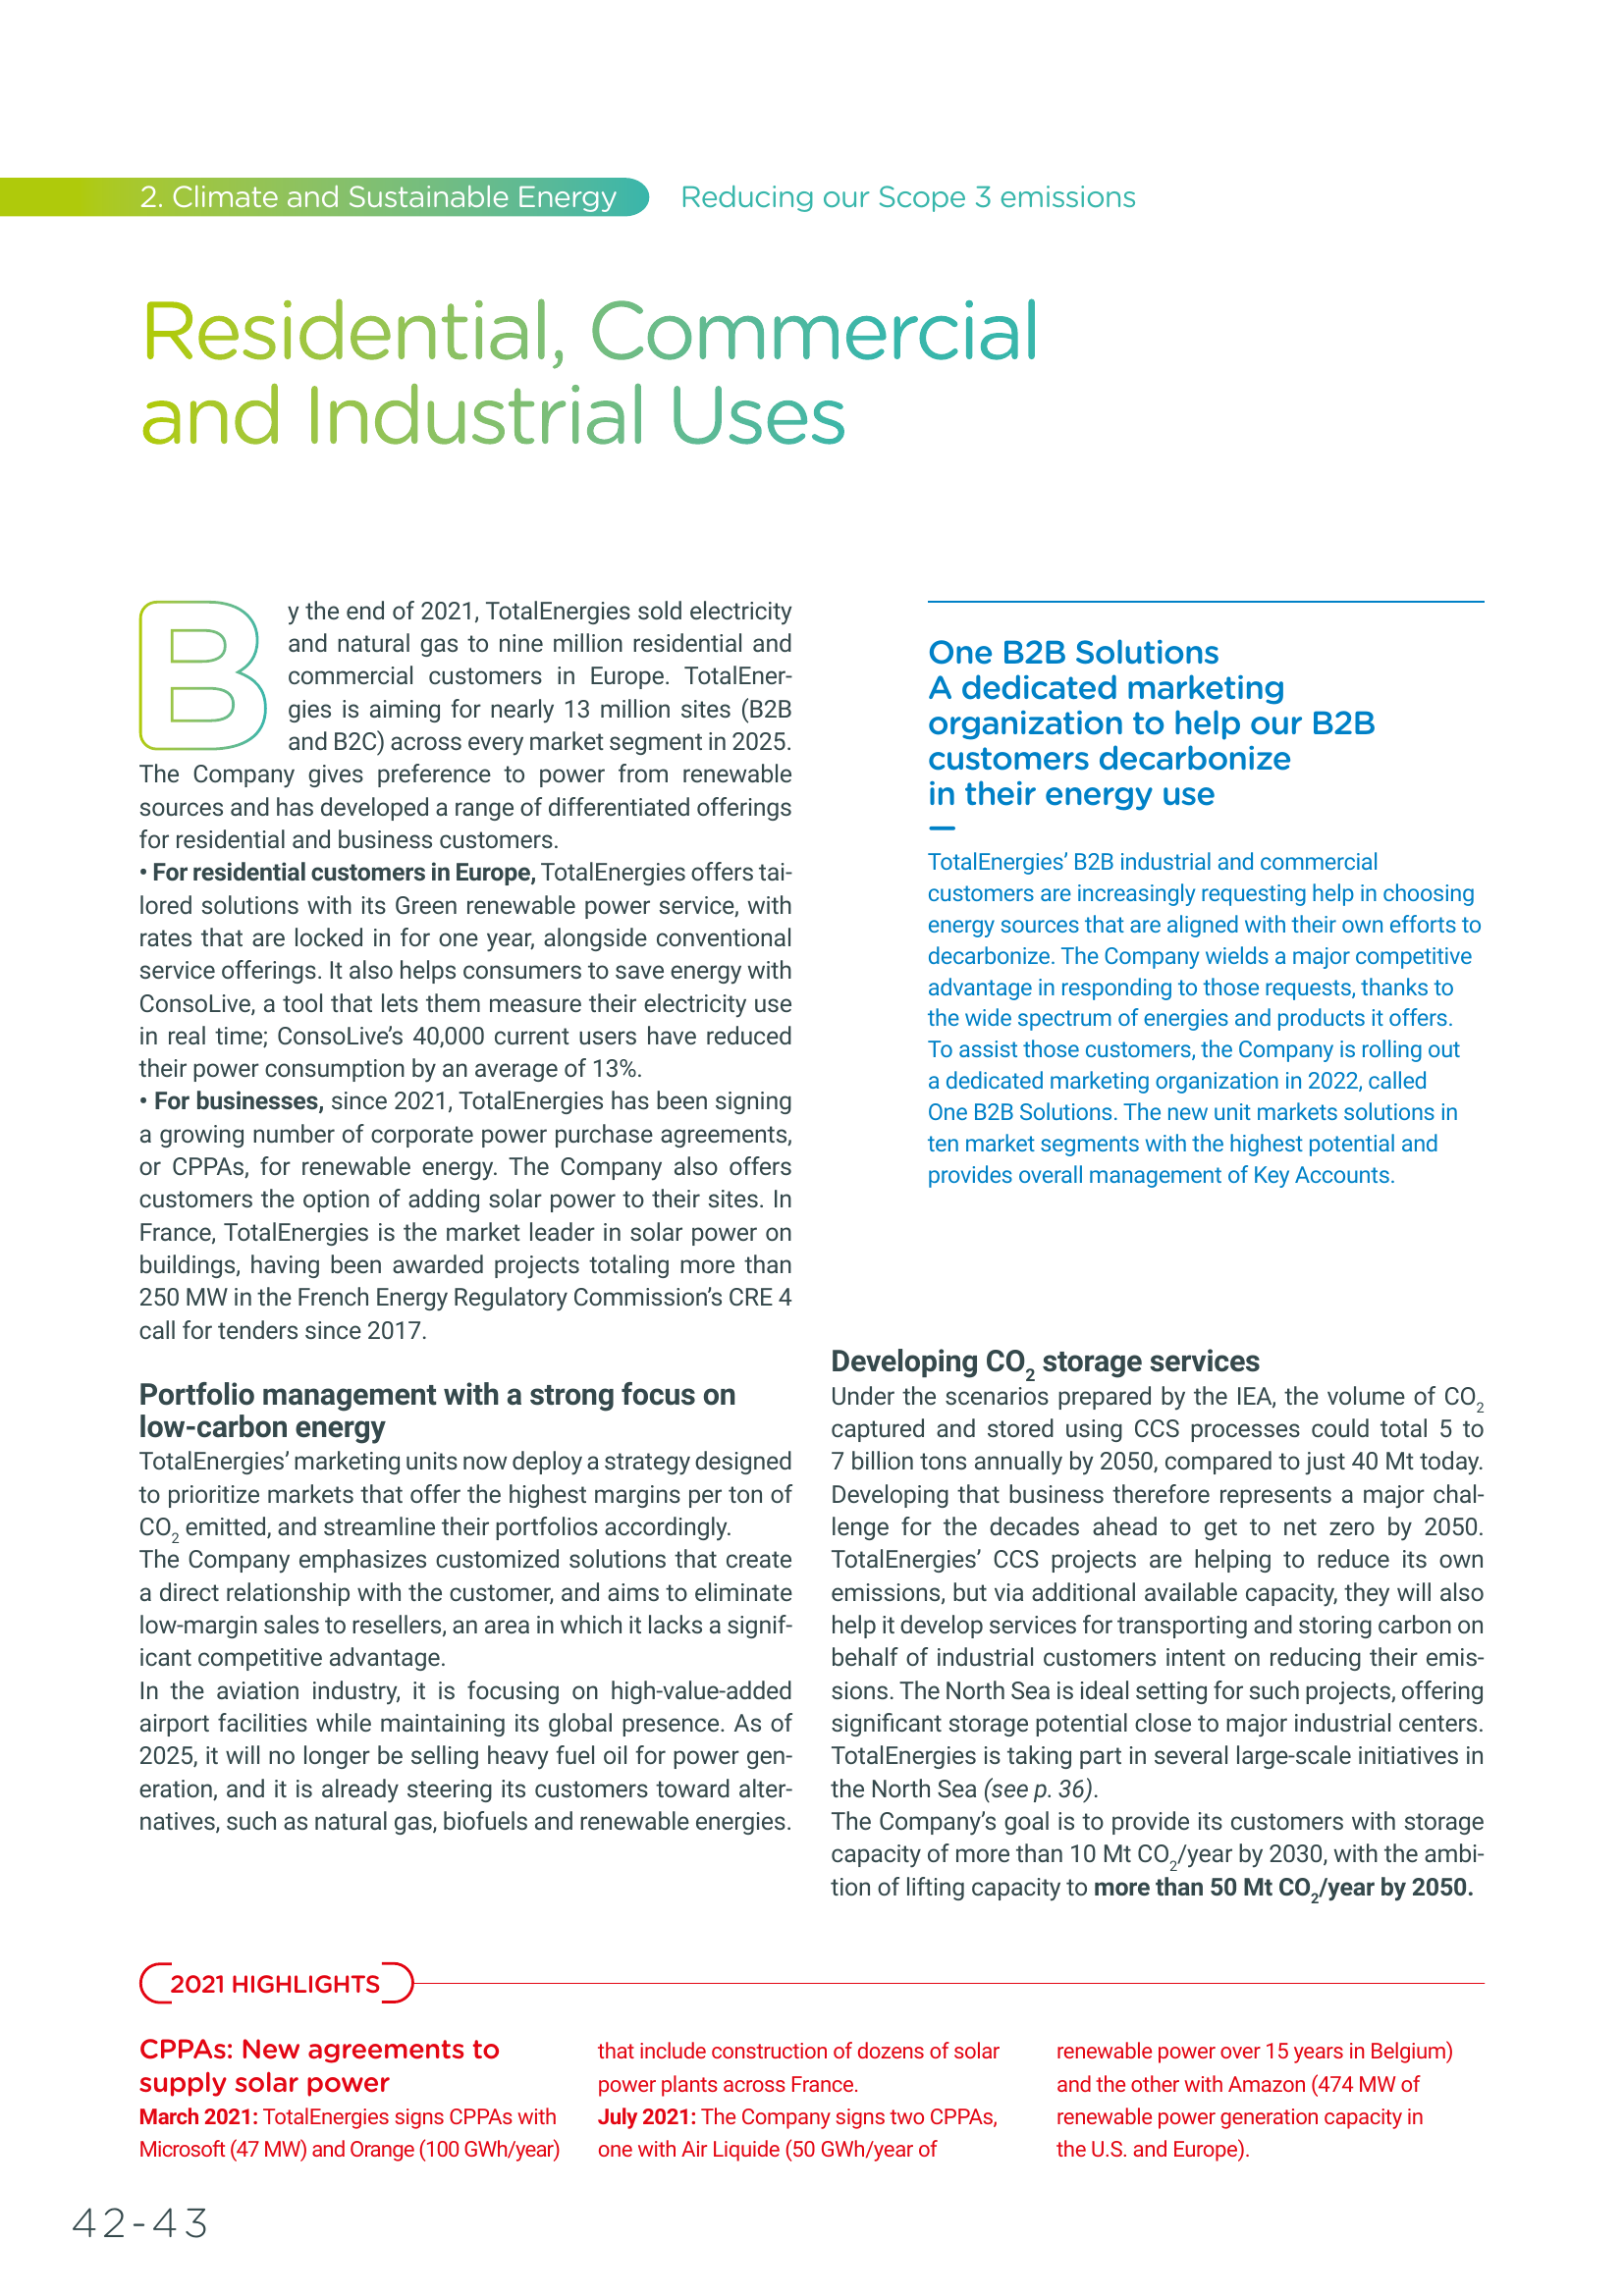 2. Climate and Sustainable Energy Reducing our Scope 3 emissions
Residential, Commercial
and Industrial Uses
By the end of 2021, TotalEnergies sold electricity
and natural gas to nine million residential and
commercial customers in Europe. TotalEner-
gies is aiming for nearly 13 million sites (B2B
and B2C) across every market segment in 2025.
The Company gives preference to power from renewable
sources and has developed a range of differentiated offerings
for residential and business customers.
• For residential customers in Europe, TotalEnergies offers tai-
lored solutions with its Green renewable power service, with
rates that are locked in for one year, alongside conventional
service offerings. It also helps consumers to save energy with
ConsoLive, a tool that lets them measure their electricity use
in real time; ConsoLive’s 40,000 current users have reduced
their power consumption by an average of 13%.
• For businesses, since 2021, TotalEnergies has been signing
a growing number of corporate power purchase agreements,
or CPPAs, for renewable energy. The Company also offers
customers the option of adding solar power to their sites. In
France, TotalEnergies is the market leader in solar power on
buildings, having been awarded projects totaling more than
250 MW in the French Energy Regulatory Commission’s CRE 4
call for tenders since 2017.
Portfolio management with a strong focus on
low-carbon energy
TotalEnergies’ marketing units now deploy a strategy designed
to prioritize markets that offer the highest margins per ton of
CO2 emitted, and streamline their portfolios accordingly.
The Company emphasizes customized solutions that create
a direct relationship with the customer, and aims to eliminate
low-margin sales to resellers, an area in which it lacks a signif-
icant competitive advantage.
In the aviation industry, it is focusing on high-value-added
airport facilities while maintaining its global presence. As of
2025, it will no longer be selling heavy fuel oil for power gen-
eration, and it is already steering its customers toward alter-
natives, such as natural gas, biofuels and renewable energies.
One B2B Solutions
A dedicated marketing
organization to help our B2B
customers decarbonize
in their energy use
—
TotalEnergies’ B2B industrial and commercial
customers are increasingly requesting help in choosing
energy sources that are aligned with their own efforts to
decarbonize. The Company wields a major competitive
advantage in responding to those requests, thanks to
the wide spectrum of energies and products it offers.
To assist those customers, the Company is rolling out
a dedicated marketing organization in 2022, called
One B2B Solutions. The new unit markets solutions in
ten market segments with the highest potential and
provides overall management of Key Accounts.
Developing CO2 storage services
Under the scenarios prepared by the IEA, the volume of CO2
captured and stored using CCS processes could total 5 to
7 billion tons annually by 2050, compared to just 40 Mt today.
Developing that business therefore represents a major chal-
lenge for the decades ahead to get to net zero by 2050.
TotalEnergies’ CCS projects are helping to reduce its own
emissions, but via additional available capacity, they will also
help it develop services for transporting and storing carbon on
behalf of industrial customers intent on reducing their emis-
sions. The North Sea is ideal setting for such projects, offering
significant storage potential close to major industrial centers.
TotalEnergies is taking part in several large-scale initiatives in
the North Sea (see p. 36).
The Company’s goal is to provide its customers with storage
capacity of more than 10 Mt CO2/year by 2030, with the ambi-
tion of lifting capacity to more than 50 Mt CO2/year by 2050.
2021 HIGHLIGHTS
CPPAs: New agreements to
supply solar power
March 2021: TotalEnergies signs CPPAs with
Microsoft (47 MW) and Orange (100 GWh/year)
that include construction of dozens of solar
power plants across France.
July 2021: The Company signs two CPPAs,
one with Air Liquide (50 GWh/year of
renewable power over 15 years in Belgium)
and the other with Amazon (474 MW of
renewable power generation capacity in
the U.S. and Europe).
42-43